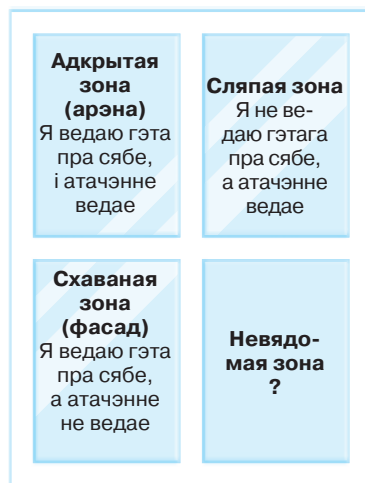 Адкрытая
зона
(арэна)
Я ведаю гэта
пра сябе,
і атачэнне
ведае
Сляпая зона
Я не ве-
даю гэтага
пра сябе,
а атачэнне
ведае
Схаваная
зона
(фасад)
Я ведаю гэта
пра сябе,
а атачэнне
не ведае
Невядо-
мая зона
?